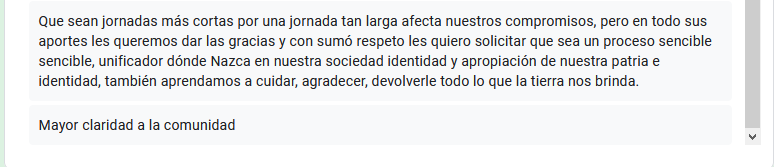 Que sean jornadas más cortas por una jornada tan larga afecta nuestros compromisos, pero en todo sus
aportes les queremos dar las gracias y con sumó respeto les quiero solicitar que sea un proceso sencible
sencible, unificador dónde Nazca en nuestra sociedad identidad y apropiación de nuestra patria e
identidad, también aprendamos a cuidar, agradecer, devolverle todo lo que la tierra nos brinda.
Mayor claridad a la comunidad